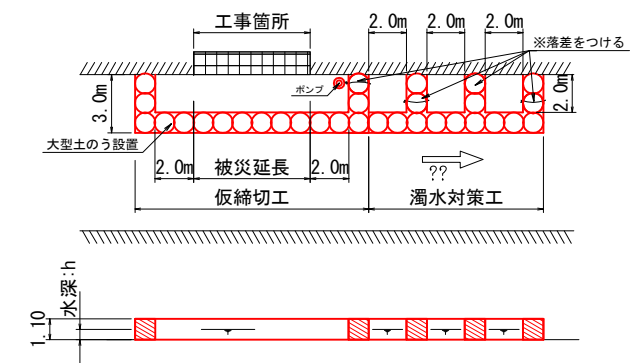 工事箇所
2.0m 2.0m 2.0m
※落差をつける
ポンプ
3.0m
2.0m
大型土のう設置
2.0m 被災延長 2.0m
??
仮締切工 濁水対策工
水深:h
1.10